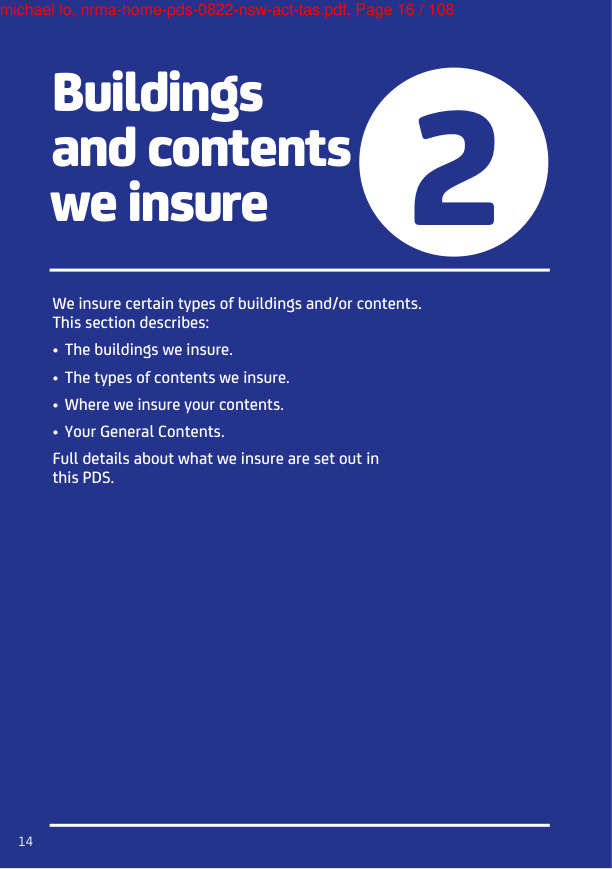 michael lo. nrma-home-pds-0822-nsw-act-tas.pdf. Page 16 / 108
Buildings
and contents
we insure
2
We insure certain types of buildings and/or contents.
This section describes:
• The buildings we insure.
• The types of contents we insure.
• Where we insure your contents.
• Your General Contents.
Full details about what we insure are set out in
this PDS.
14